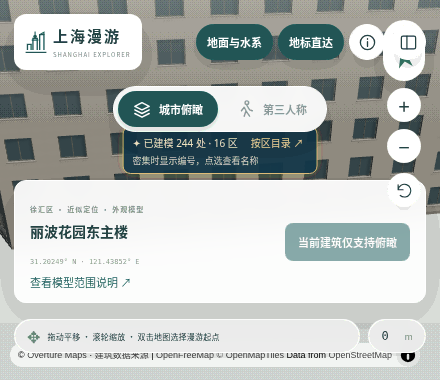 上海漫游
SHANGHAI EXPLORER
地面与水系
地标直达
城市俯瞰
第三人称
✦ 已建模 244 处 · 16 区 按区目录 ↗
密集时显示编号，点选查看名称
徐汇区 · 近似定位 · 外观模型
丽波花园东主楼
当前建筑仅支持俯瞰
31.20249° N · 121.43852° E
查看模型范围说明 ↗
拖动平移 · 滚轮缩放 · 双击地图选择漫游起点
0 m
© Overture Maps · 建筑数据来源 | OpenFreeMap © OpenMapTiles Data from OpenStreetMap